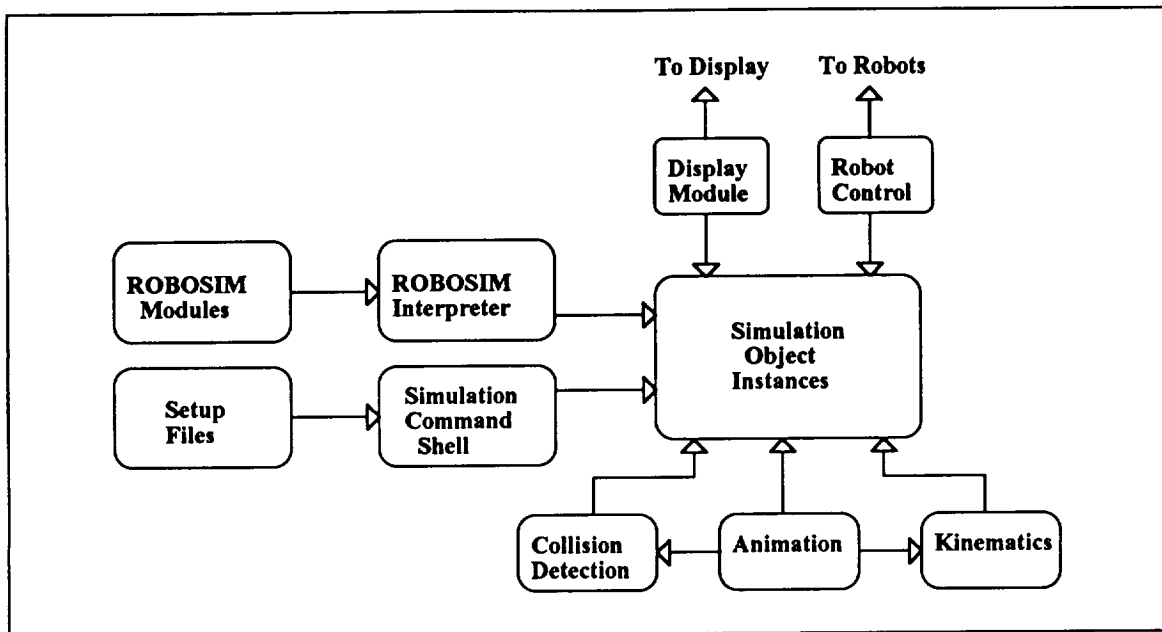 To Display
To Robots
Display
Module
Robot
Control
ROBOSIM
Modules
ROBOSIM
Interpreter
Simulation
Object
Instances
Setup
Files
Simulation
Command
Shell
Collision
Detection
Animation
Kinematics